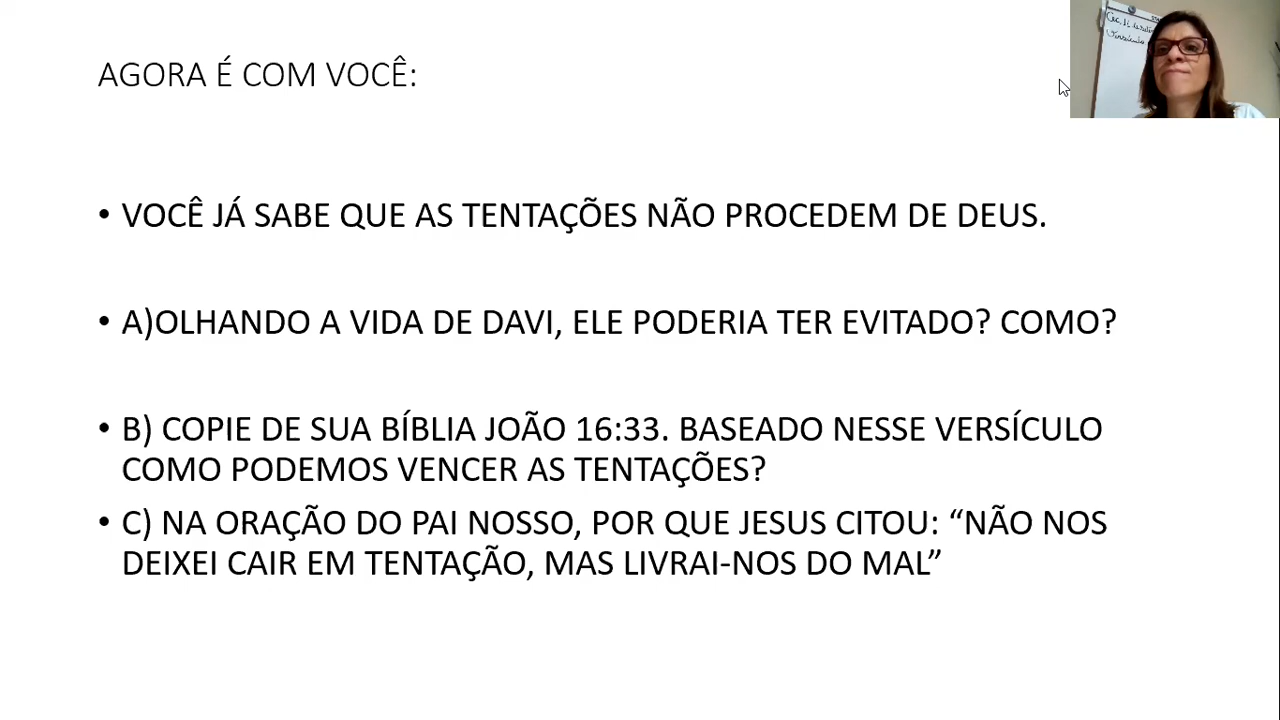 AGORA É COM VOCÊ:
• VOCÊ JÁ SABE QUE AS TENTAÇÕES NÃO PROCEDEM DE DEUS.
• A)OLHANDO A VIDA DE DAVI, ELE PODERIA TER EVITADO? COMO?
• B) COPIE DE SUA BÍBLIA JOÃO 16:33. BASEADO NESSE VERSÍCULO
COMO PODEMOS VENCER AS TENTAÇÕES?
• C) NA ORAÇÃO DO PAI NOSSO, POR QUE JESUS CITOU: “NÃO NOS
DEIXEI CAIR EM TENTAÇÃO, MAS LIVRAI-NOS DO MAL”